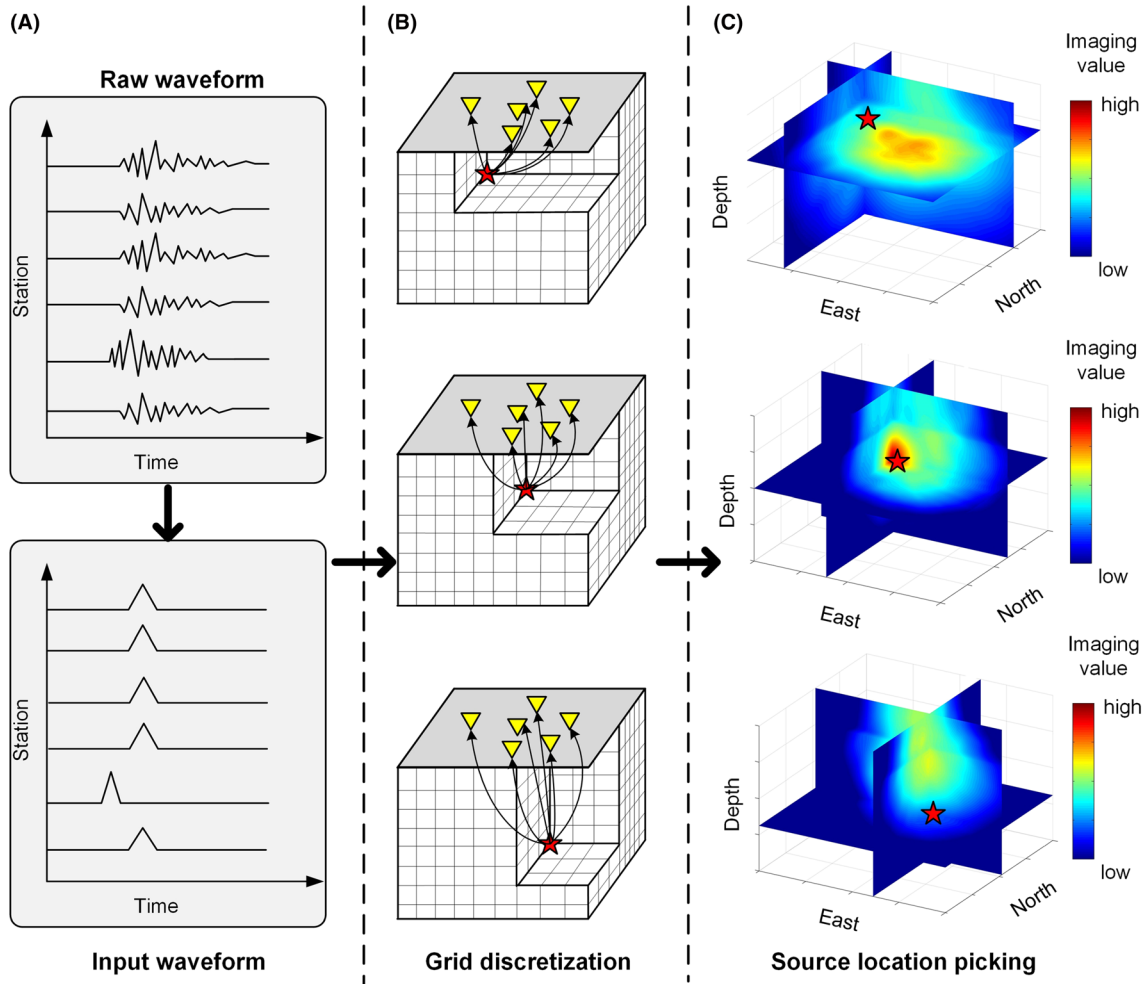 (A)
Raw waveform
Station
Time
Station
Time
Input waveform
(B)
Grid discretization
(C)
Imaging
value
high
low
Depth
East
North
Imaging
value
high
low
Depth
East
North
Imaging
value
high
low
Depth
East
North
Source location picking